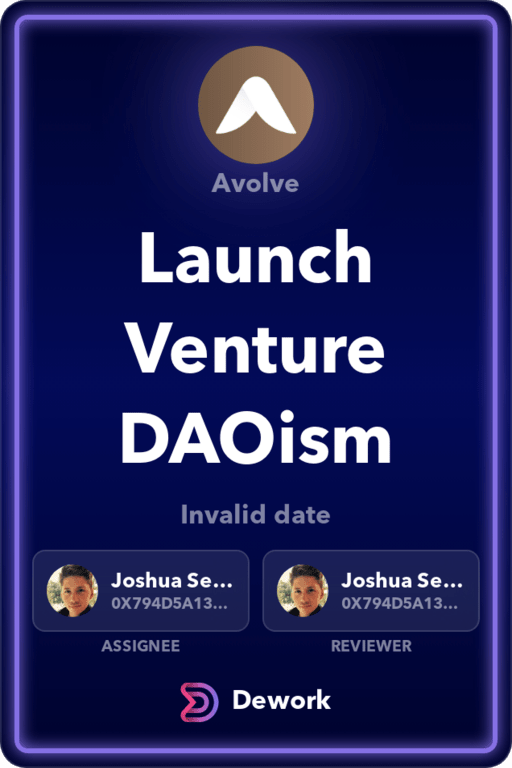 Avolve
Launch
Venture
DAOism
Invalid date
Joshua Se...
0X794D5A13...
ASSIGNEE
Joshua Se...
0X794D5A13...
REVIEWER
Dework